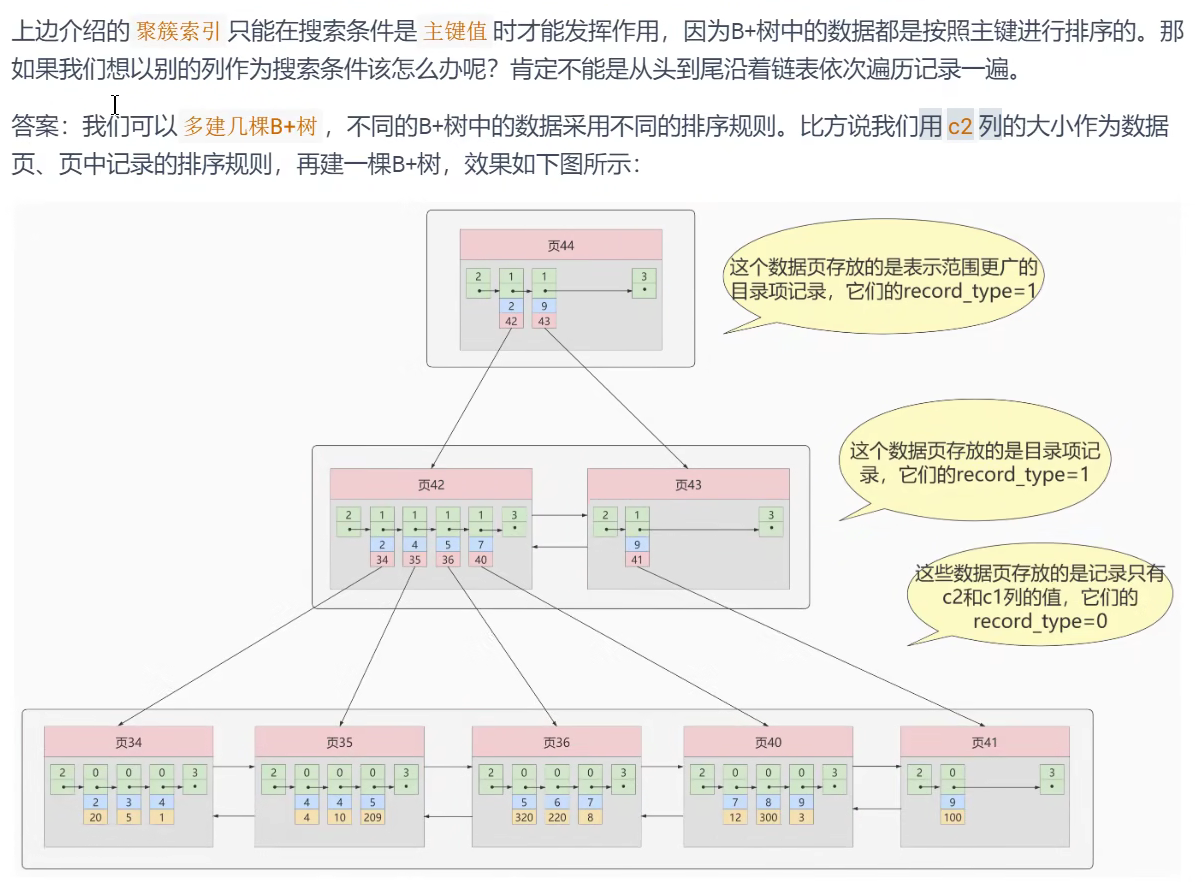 上边介绍的 聚簇索引 只能在搜索条件是 主键值 时才能发挥作用，因为B+树中的数据都是按照主键进行排序的。那
如果我们想以别的列作为搜索条件该怎么办呢？肯定不能是从头到尾沿着链表依次遍历记录一遍。
答案：我们可以 多建几棵B+树 ，不同的B+树中的数据采用不同的排序规则。比方说我们用 c2 列的大小作为数据
页、页中记录的排序规则，再建一棵B+树，效果如下图所示：
页44
2 1 1 3
2 9
42 43
这个数据页存放的是表示范围更广的
目录项记录，它们的record_type=1
页42 页43
2 1 1 1 1 3 2 1 3
2 4 5 7 9
34 35 36 40 41
这个数据页存放的是目录项记
录，它们的record_type=1
这些数据页存放的是记录只有
c2和c1列的值，它们的
record_type=0
页34 页35 页36 页40 页41
2 0 0 0 3 2 0 0 0 3 2 0 0 0 3 2 0 0 0 3 2 0 3
2 3 4 4 4 5 5 6 7 7 8 9 9
20 5 1 4 10 209 320 220 8 12 300 3 100